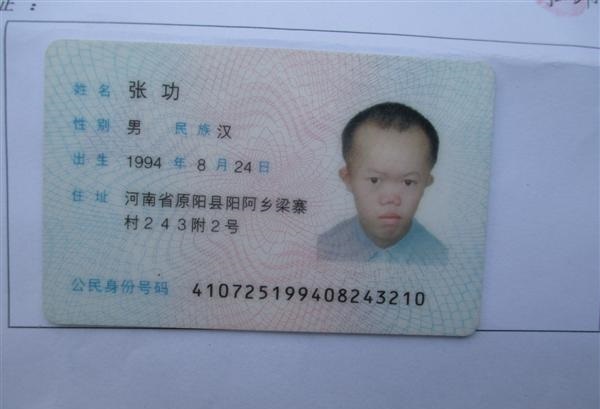 姓名 张功
性别 男 民族 汉
出生 1994 年 8 月 24 日
住址 河南省原阳县阳阿乡梁寨
村243附2号
公民身份号码 410725199408243210